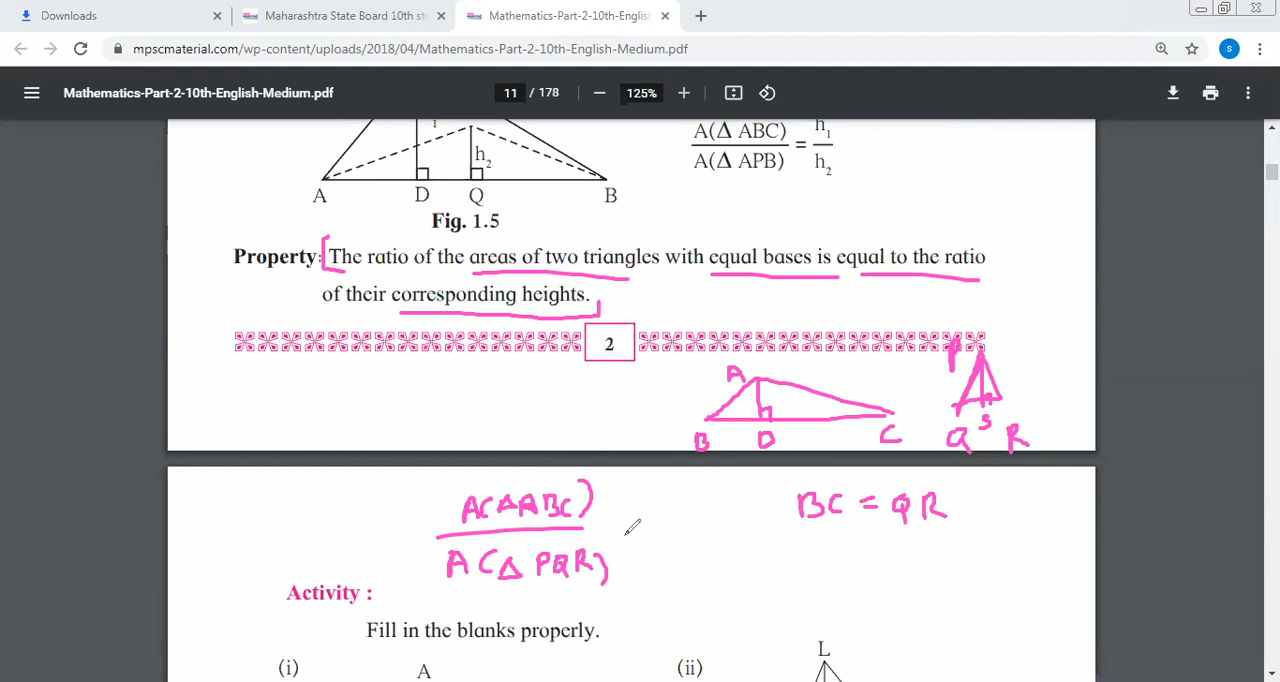 Downloads
Maharashtra State Board 10th st
Mathematics-Part-2-10th-English-
mpscmaterial.com/wp-content/uploads/2018/04/Mathematics-Part-2-10th-English-Medium.pdf
S
Mathematics-Part-2-10th-English-Medium.pdf
11 / 178
125%
h2
A D Q B
Fig. 1.5
A(Δ ABC) / A(Δ APB) = h1 / h2
Property: The ratio of the areas of two triangles with equal bases is equal to the ratio
of their corresponding heights.
2
A
B D C
P
Q S R
A(ΔABC)
A(Δ PQR)
BC = QR
Activity :
Fill in the blanks properly.
(i) A (ii) L